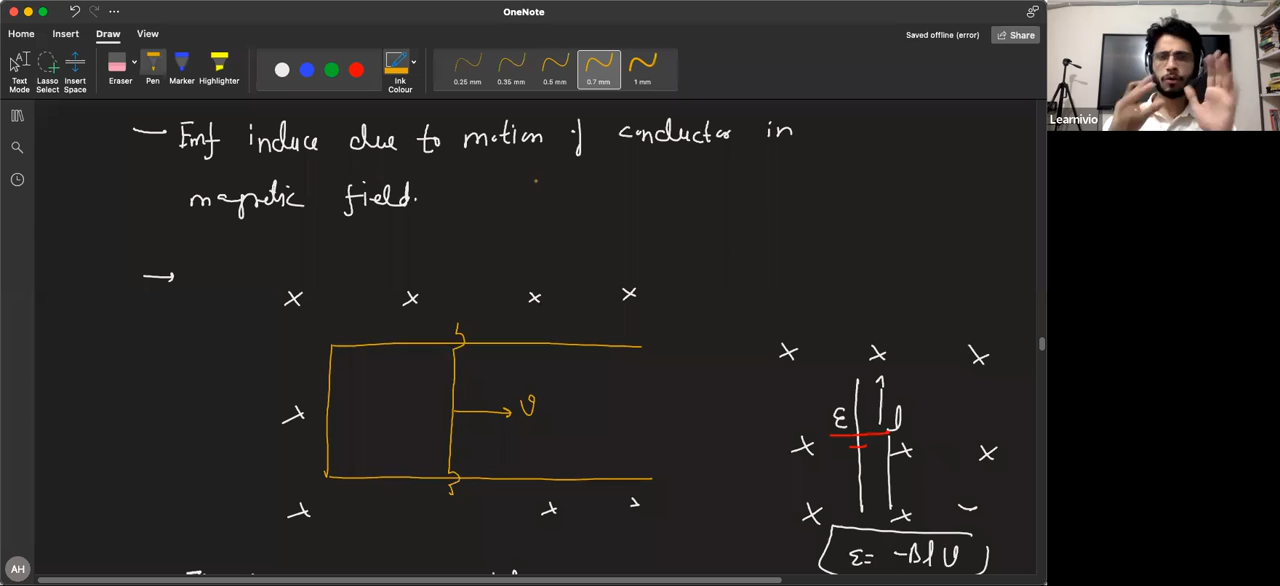 OneNote
Home Insert Draw View
Saved offline (error) Share
Text Mode Lasso Select Insert Space Eraser Pen Marker Highlighter Ink Colour 0.25 mm 0.35 mm 0.5 mm 0.7 mm 1 mm
Learnivio
— Emf induce due to motion of conductor in
magnetic field.
→
x x x x
x x x
ε l
v
x
x x x
x x x
x x
ε = -Blv
AH